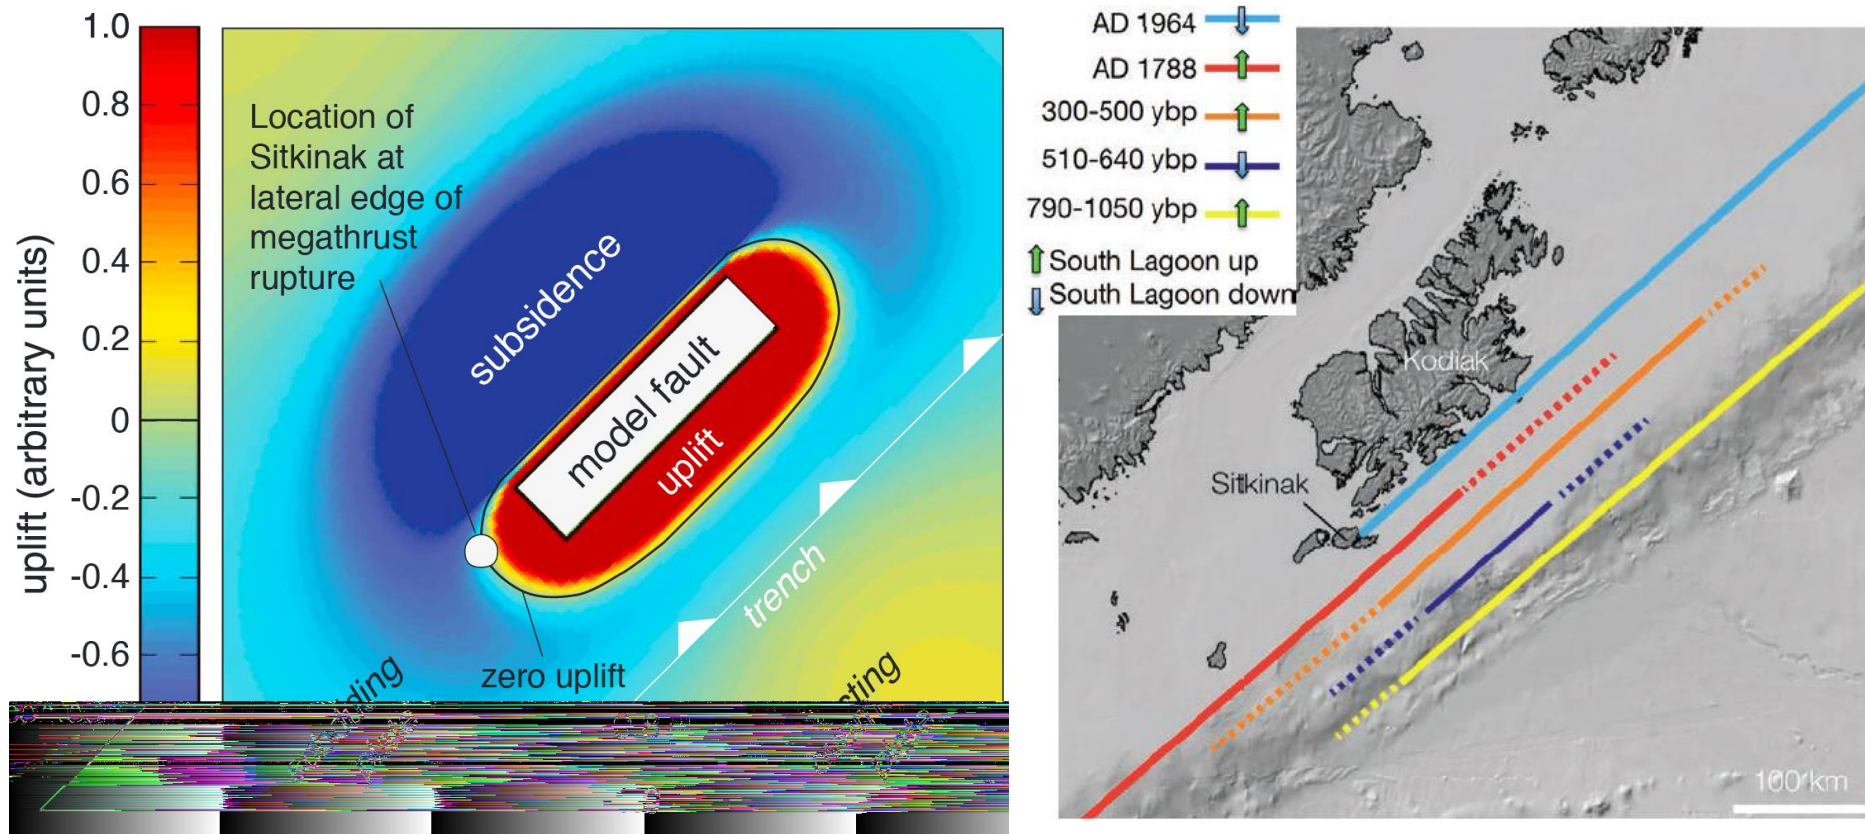 1.0
0.8
0.6
0.4
0.2
0
-0.2
-0.4
-0.6
uplift (arbitrary units)
Location of
Sitkinak at
lateral edge of
megathrust
rupture
subsidence
model fault
uplift
trench
zero uplift
AD 1964
AD 1788
300-500 ybp
510-640 ybp
790-1050 ybp
South Lagoon up
South Lagoon down
Kodiak
Sitkinak
100 km